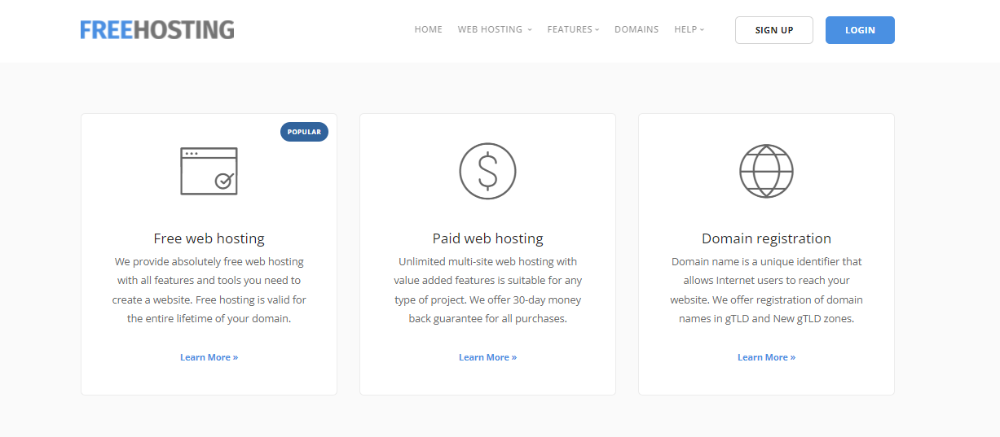 FREEHOSTING
HOME WEB HOSTING FEATURES DOMAINS HELP SIGN UP LOGIN
POPULAR
Free web hosting
We provide absolutely free web hosting
with all features and tools you need to
create a website. Free hosting is valid for
the entire lifetime of your domain.
Learn More »
Paid web hosting
Unlimited multi-site web hosting with
value added features is suitable for any
type of project. We offer 30-day money
back guarantee for all purchases.
Learn More »
Domain registration
Domain name is a unique identifier that
allows Internet users to reach your
website. We offer registration of domain
names in gTLD and New gTLD zones.
Learn More »